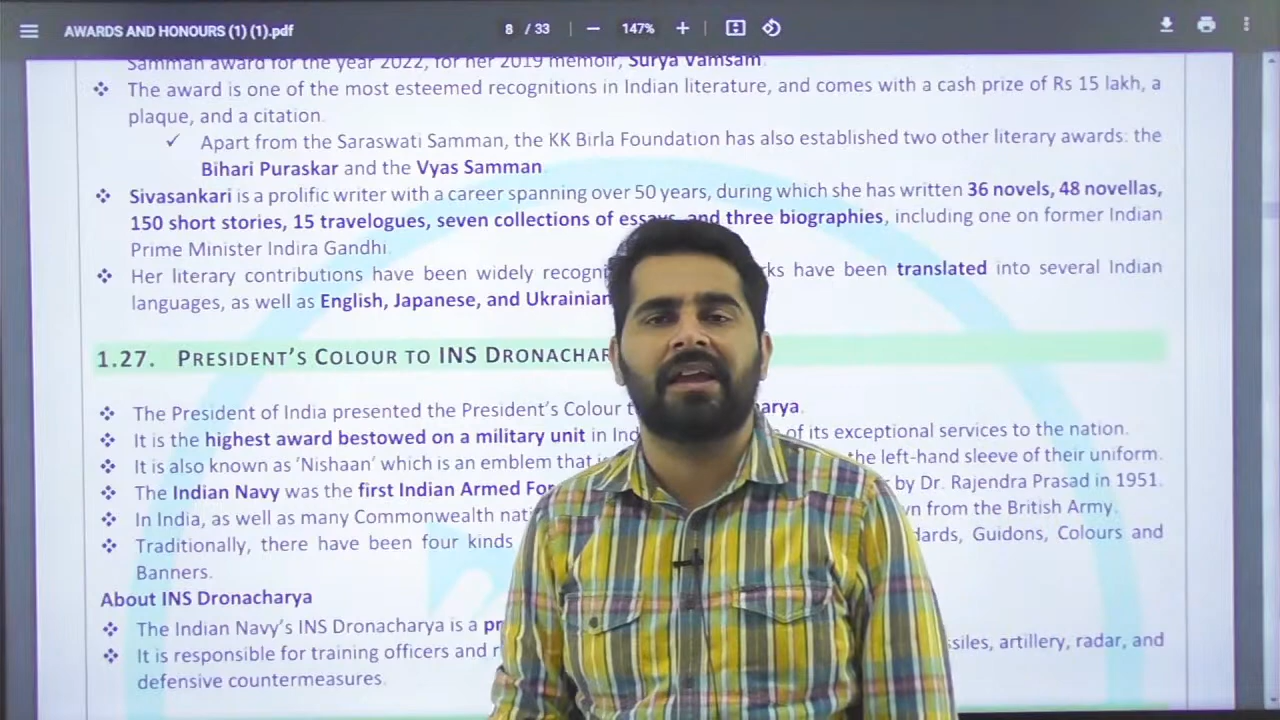 AWARDS AND HONOURS (1) (1).pdf
8 / 33
147%
Samman award for the year 2022, for her 2019 memoir, Surya Vamsam.
❖ The award is one of the most esteemed recognitions in Indian literature, and comes with a cash prize of Rs 15 lakh, a
plaque, and a citation.
✓ Apart from the Saraswati Samman, the KK Birla Foundation has also established two other literary awards: the
Bihari Puraskar and the Vyas Samman.
❖ Sivasankari is a prolific writer with a career spanning over 50 years, during which she has written 36 novels, 48 novellas,
150 short stories, 15 travelogues, seven collections of essays, and three biographies, including one on former Indian
Prime Minister Indira Gandhi.
❖ Her literary contributions have been widely recogni ks have been translated into several Indian
languages, as well as English, Japanese, and Ukrainian
1.27. PRESIDENT'S COLOUR TO INS DRONACHAR
❖ The President of India presented the President's Colour t arya.
❖ It is the highest award bestowed on a military unit in Ind of its exceptional services to the nation.
❖ It is also known as 'Nishaan' which is an emblem that the left-hand sleeve of their uniform.
❖ The Indian Navy was the first Indian Armed For by Dr. Rajendra Prasad in 1951.
❖ In India, as well as many Commonwealth nati wn from the British Army.
❖ Traditionally, there have been four kinds dards, Guidons, Colours and
Banners.
About INS Dronacharya
❖ The Indian Navy's INS Dronacharya is a pr
❖ It is responsible for training officers and r ssiles, artillery, radar, and
defensive countermeasures.